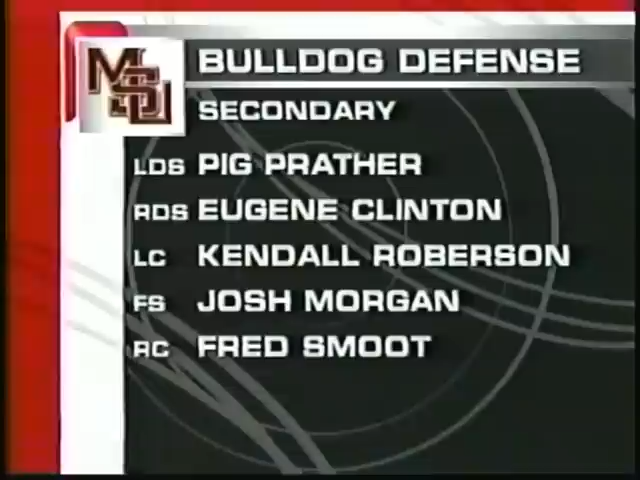 MSU
BULLDOG DEFENSE
SECONDARY
LDS PIG PRATHER
RDS EUGENE CLINTON
LC KENDALL ROBERSON
FS JOSH MORGAN
RC FRED SMOOT